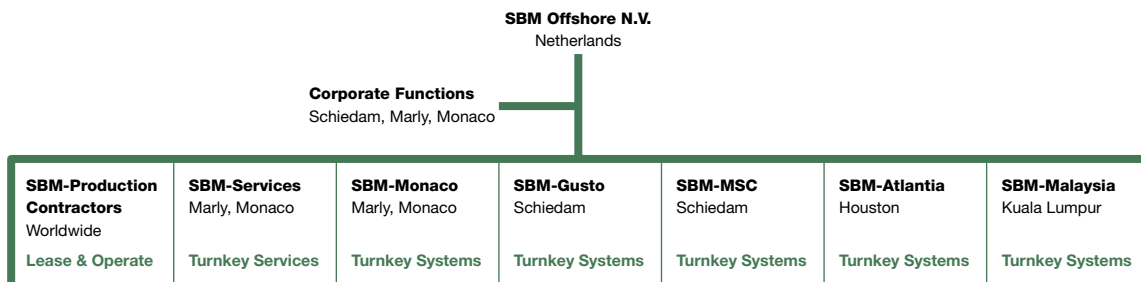 SBM Offshore N.V.
Netherlands
Corporate Functions
Schiedam, Marly, Monaco
SBM-Production
Contractors
Worldwide
Lease & Operate
SBM-Services
Marly, Monaco
Turnkey Services
SBM-Monaco
Marly, Monaco
Turnkey Systems
SBM-Gusto
Schiedam
Turnkey Systems
SBM-MSC
Schiedam
Turnkey Systems
SBM-Atlantia
Houston
Turnkey Systems
SBM-Malaysia
Kuala Lumpur
Turnkey Systems